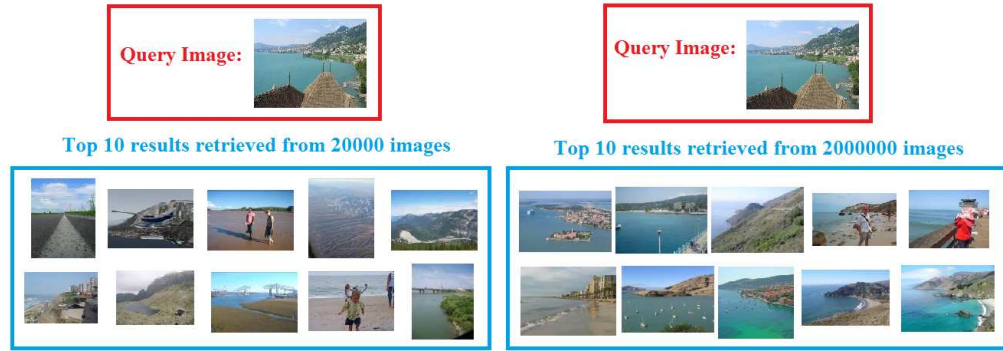 Query Image:
Query Image:
Top 10 results retrieved from 20000 images
Top 10 results retrieved from 2000000 images